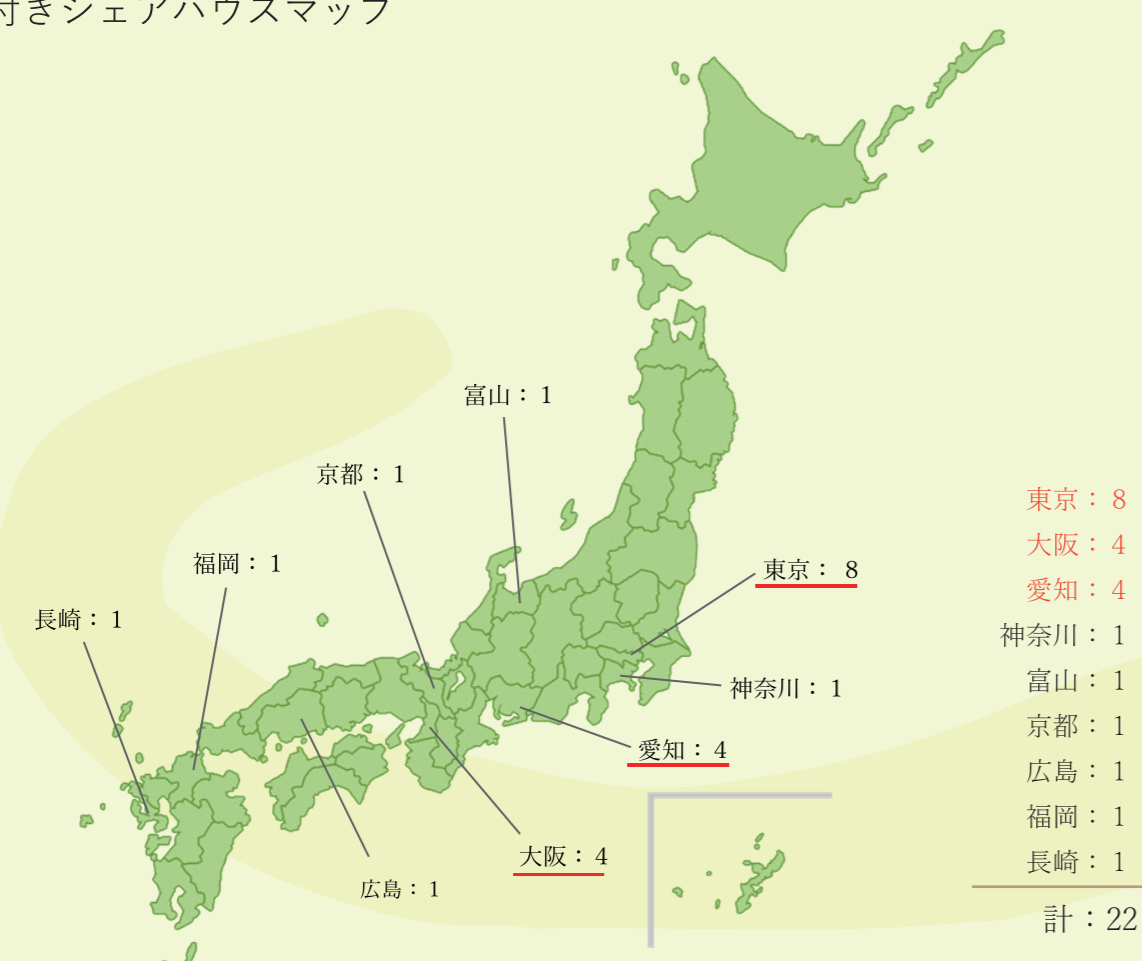 付きシェアハウスマップ
富山： 1
京都： 1
福岡： 1
長崎： 1
東京： 8
神奈川： 1
愛知： 4
大阪： 4
広島： 1
東京： 8
大阪： 4
愛知： 4
神奈川： 1
富山： 1
京都： 1
広島： 1
福岡： 1
長崎： 1
計：22